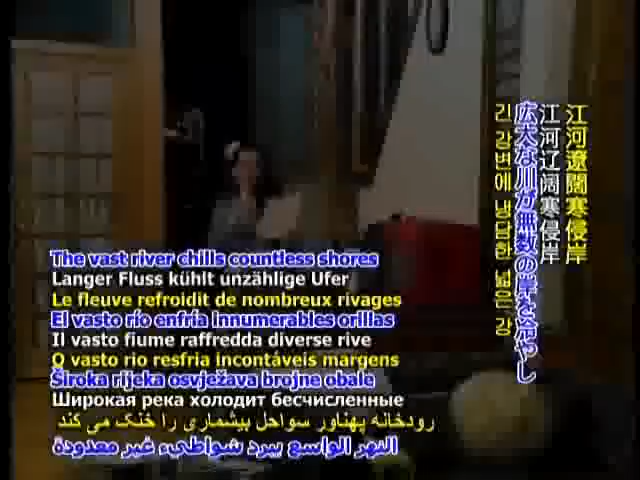 The vast river chills countless shores
Langer Fluss kühlt unzählige Ufer
Le fleuve refroidit de nombreux rivages
El vasto río enfría innumerables orillas
Il vasto fiume raffredda diverse rive
O vasto rio resfria incontáveis margens
Široka rijeka osvježava brojne obale
Широкая река холодит бесчисленные
رودخانه پهناور سواحل بیشماری را خنک می کند
النهر الواسع يبرد شواطيء غير معدودة
江河遼闊寒侵岸
江河辽阔寒侵岸
広大な川が無数の岸を冷やし
긴 강변에 냉담한 넓은 강